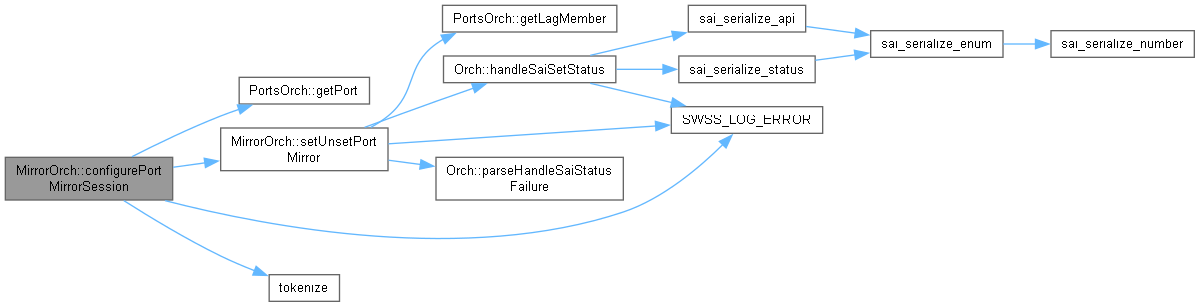 PortsOrch::getLagMember
sai_serialize_api
sai_serialize_enum
sai_serialize_number
Orch::handleSaiSetStatus
sai_serialize_status
PortsOrch::getPort
SWSS_LOG_ERROR
MirrorOrch::setUnsetPort
Mirror
MirrorOrch::configurePort
MirrorSession
Orch::parseHandleSaiStatus
Failure
tokenize